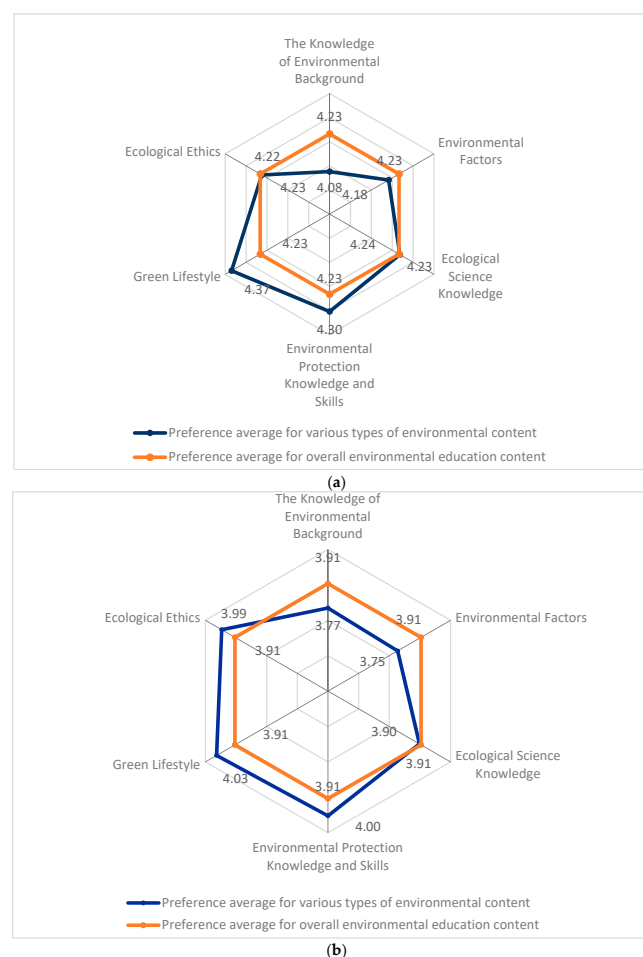 The Knowledge
of Environmental
Background
4.23
Ecological Ethics
4.22
4.23
Environmental
Factors
4.23
4.08
4.18
4.23
4.24
Ecological
Science
Knowledge
4.23
Green Lifestyle
4.37
4.23
4.30
Environmental
Protection
Knowledge and
Skills
Preference average for various types of environmental content
Preference average for overall environmental education content
(a)
The Knowledge of
Environmental
Background
3.91
Ecological Ethics
3.99
3.91
Environmental Factors
3.77
3.91
3.75
3.91
3.90
Ecological Science
Knowledge
3.91
Green Lifestyle
4.03
3.91
4.00
Environmental Protection
Knowledge and Skills
Preference average for various types of environmental content
Preference average for overall environmental education content
(b)